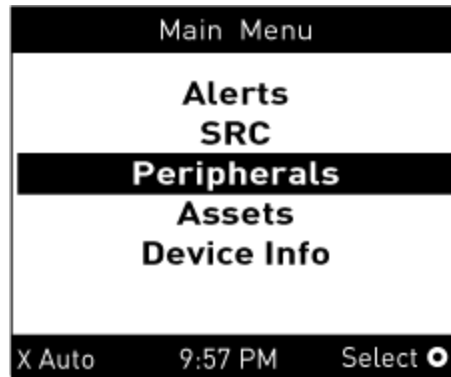 Main Menu
Alerts
SRC
Peripherals
Assets
Device Info
X Auto 9:57 PM Select